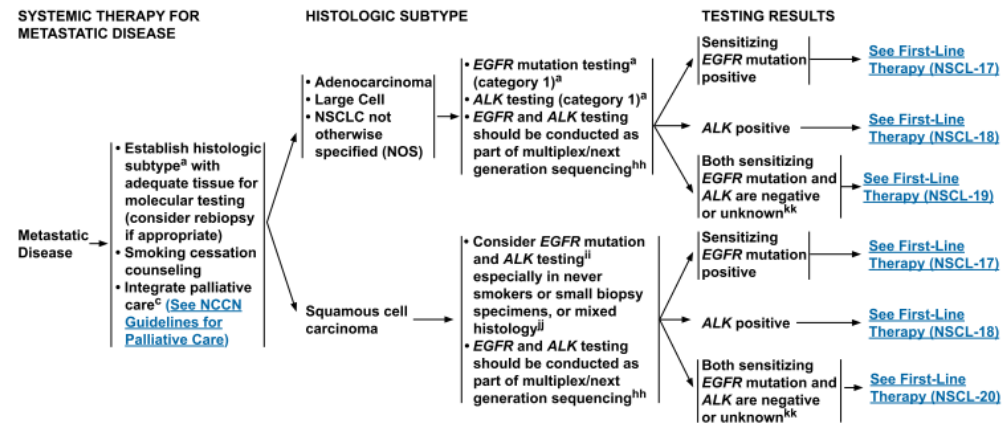 SYSTEMIC THERAPY FOR
METASTATIC DISEASE
HISTOLOGIC SUBTYPE
TESTING RESULTS
Metastatic
Disease
• Establish histologic
subtypeᵃ with
adequate tissue for
molecular testing
(consider rebiopsy
if appropriate)
• Smoking cessation
counseling
• Integrate palliative
careᶜ (See NCCN
Guidelines for
Palliative Care)
• Adenocarcinoma
• Large Cell
• NSCLC not
otherwise
specified (NOS)
• EGFR mutation testingᵃ
(category 1)ᵃ
• ALK testing (category 1)ᵃ
• EGFR and ALK testing
should be conducted as
part of multiplex/next
generation sequencingʰʰ
Sensitizing
EGFR mutation
positive
See First-Line
Therapy (NSCL-17)
ALK positive
See First-Line
Therapy (NSCL-18)
Both sensitizing
EGFR mutation and
ALK are negative
or unknownᵏᵏ
See First-Line
Therapy (NSCL-19)
Squamous cell
carcinoma
• Consider EGFR mutation
and ALK testingⁱⁱ
especially in never
smokers or small biopsy
specimens, or mixed
histologyʲʲ
• EGFR and ALK testing
should be conducted as
part of multiplex/next
generation sequencingʰʰ
Sensitizing
EGFR mutation
positive
See First-Line
Therapy (NSCL-17)
ALK positive
See First-Line
Therapy (NSCL-18)
Both sensitizing
EGFR mutation and
ALK are negative
or unknownᵏᵏ
See First-Line
Therapy (NSCL-20)